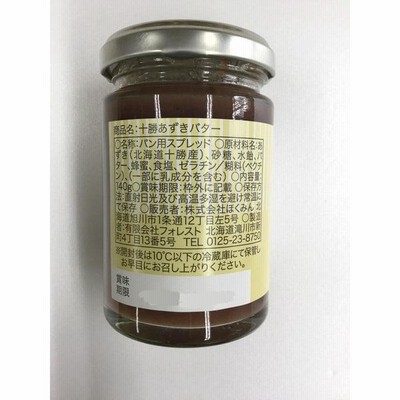 商品名:十勝あずきバター
○名称:パン用スプレッド ○原材料名:あ
ずき(北海道十勝産)、砂糖、水飴、バ
ター、蜂蜜、食塩、ゼラチン/糊料(ペクチ
ン)、(一部に乳成分を含む) ○内容量:
140g○賞味期限:枠外に記載 ○保存方
法:直射日光及び高温多湿を避け常温に
て保存 ○販売者:株式会社ほくみん、北
海道旭川市1条通12丁目左5号 ○製造
者:有限会社フォレスト 北海道滝川市新
町4丁目13番5号 TEL 0125-23-8750
※開封後は10℃以下の冷蔵庫にて保管し
お早目にお召し上がりください。
賞味
期限